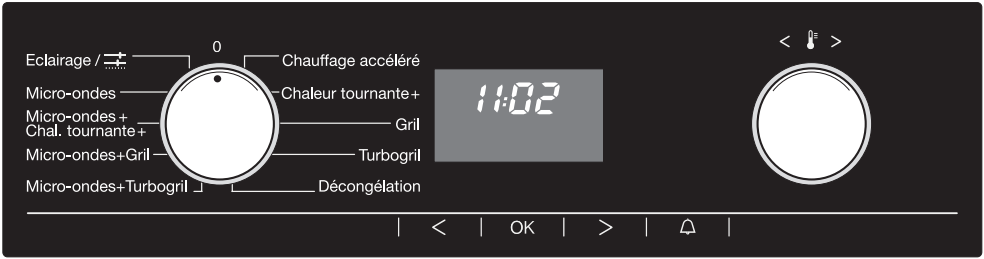 0
Eclairage /
Micro-ondes
Micro-ondes +
Chal. tournante+
Micro-ondes+Gril
Micro-ondes+Turbogril
Chauffage accéléré
Chaleur tournante+
Gril
Turbogril
Décongélation
11:02
< >
< OK >